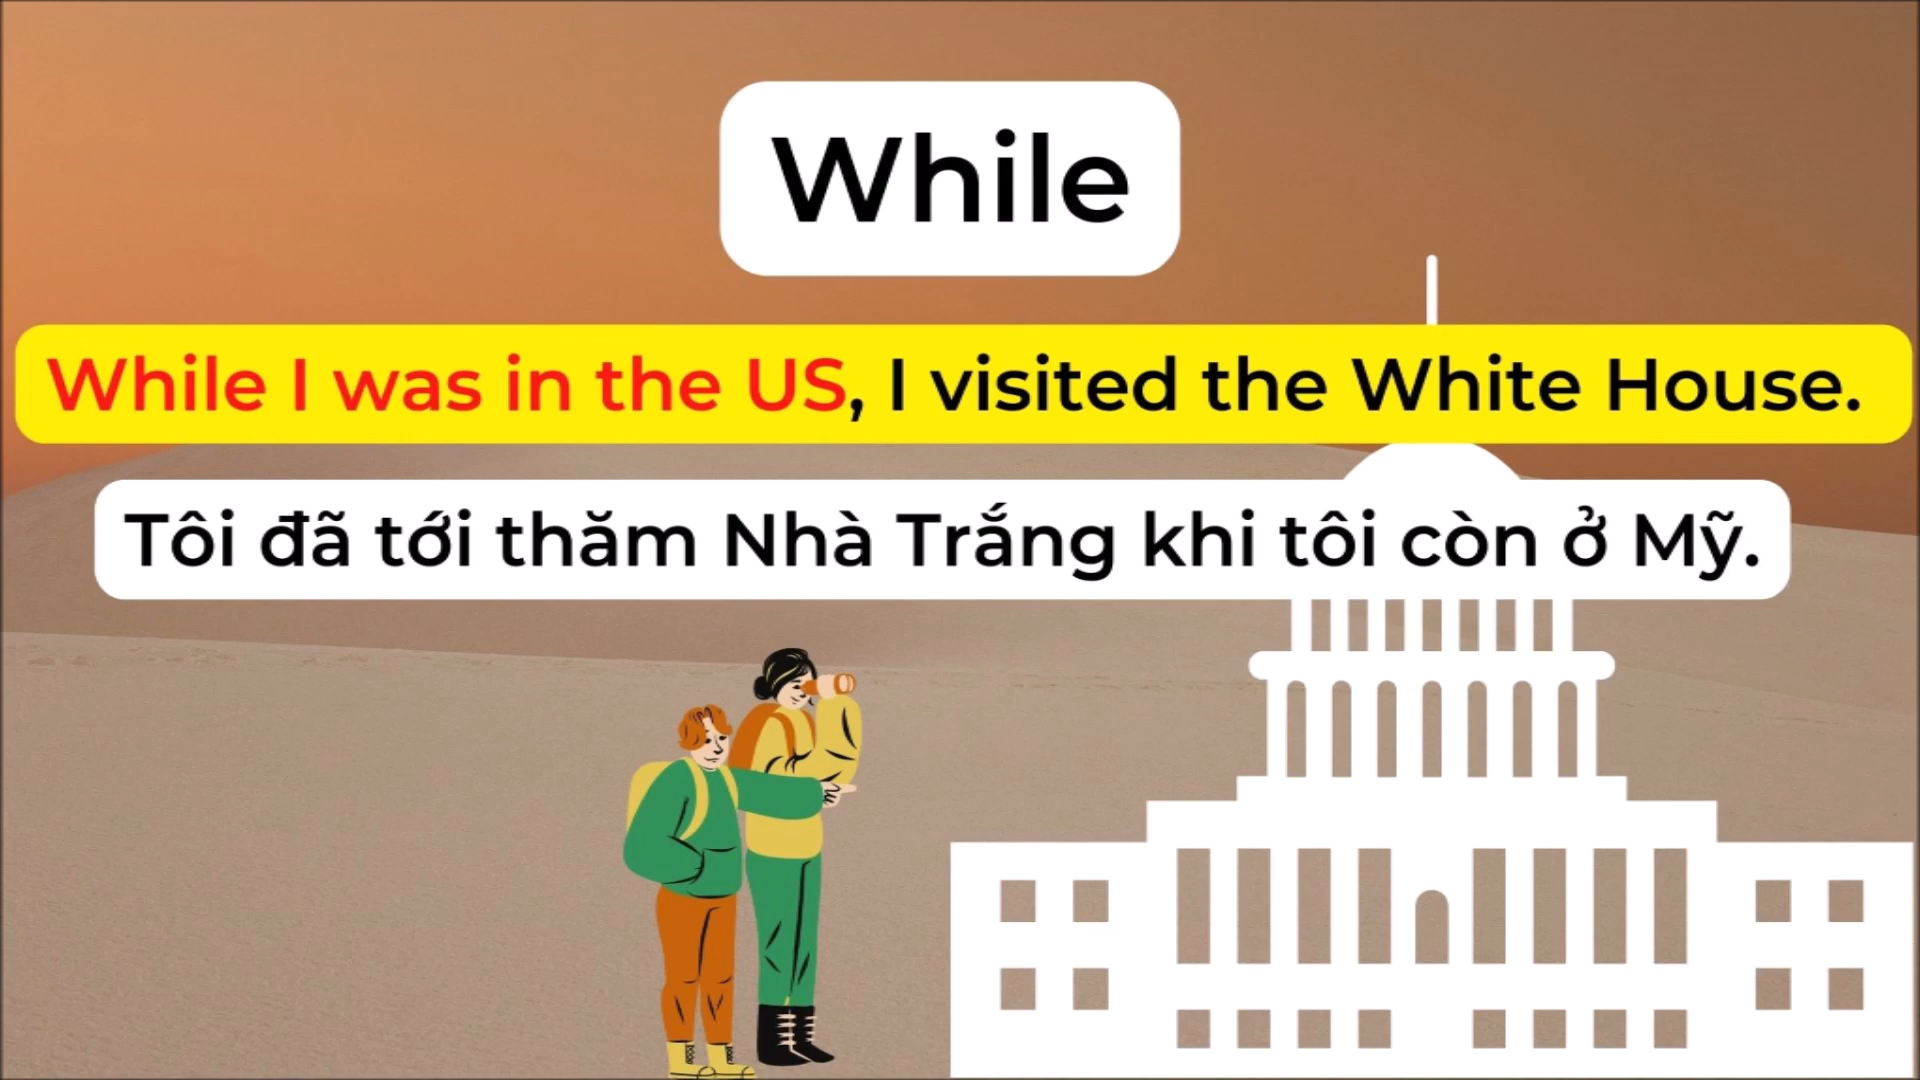 While
While I was in the US, I visited the White House.
Tôi đã tới thăm Nhà Trắng khi tôi còn ở Mỹ.